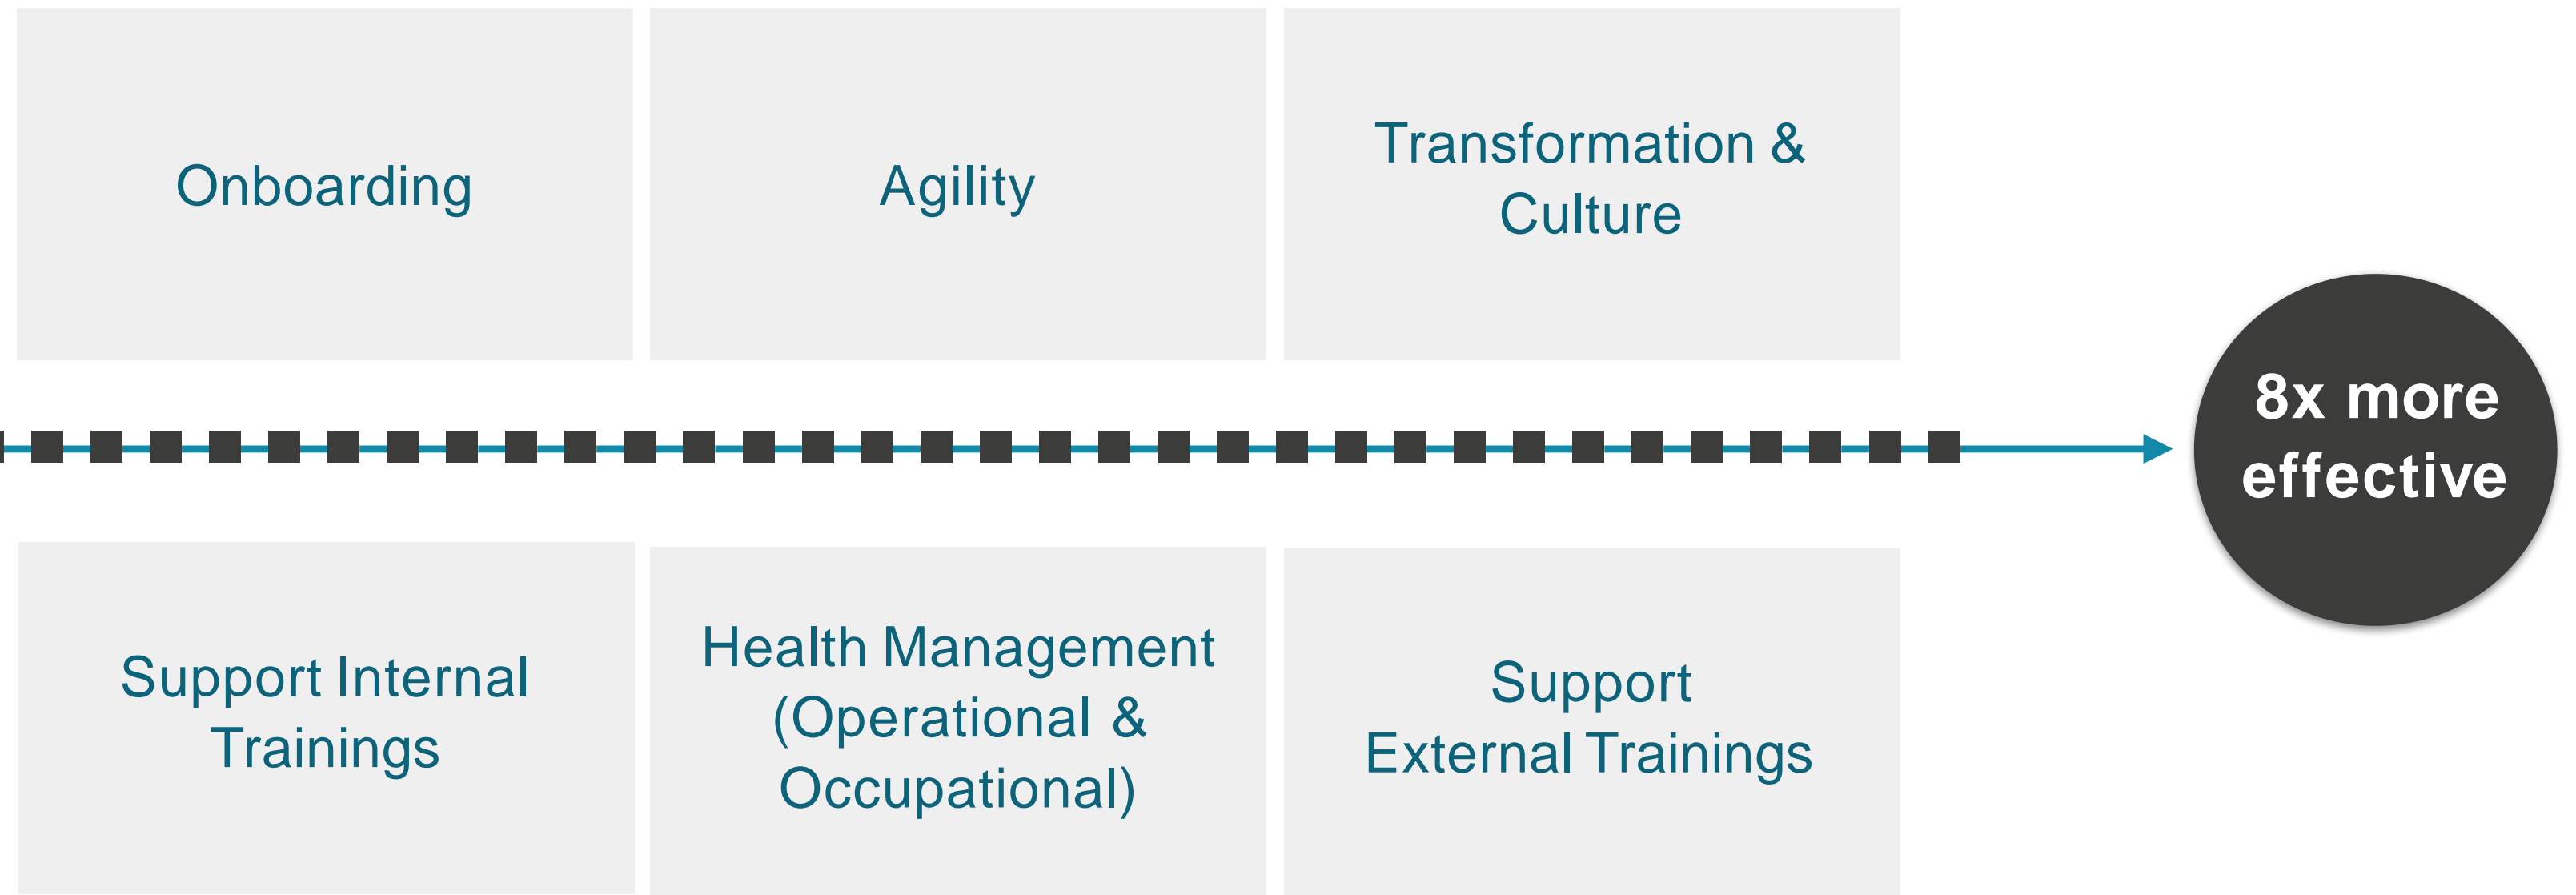 Onboarding
Agility
Transformation &
Culture
8x more
effective
Support Internal
Trainings
Health Management
(Operational &
Occupational)
Support
External Trainings